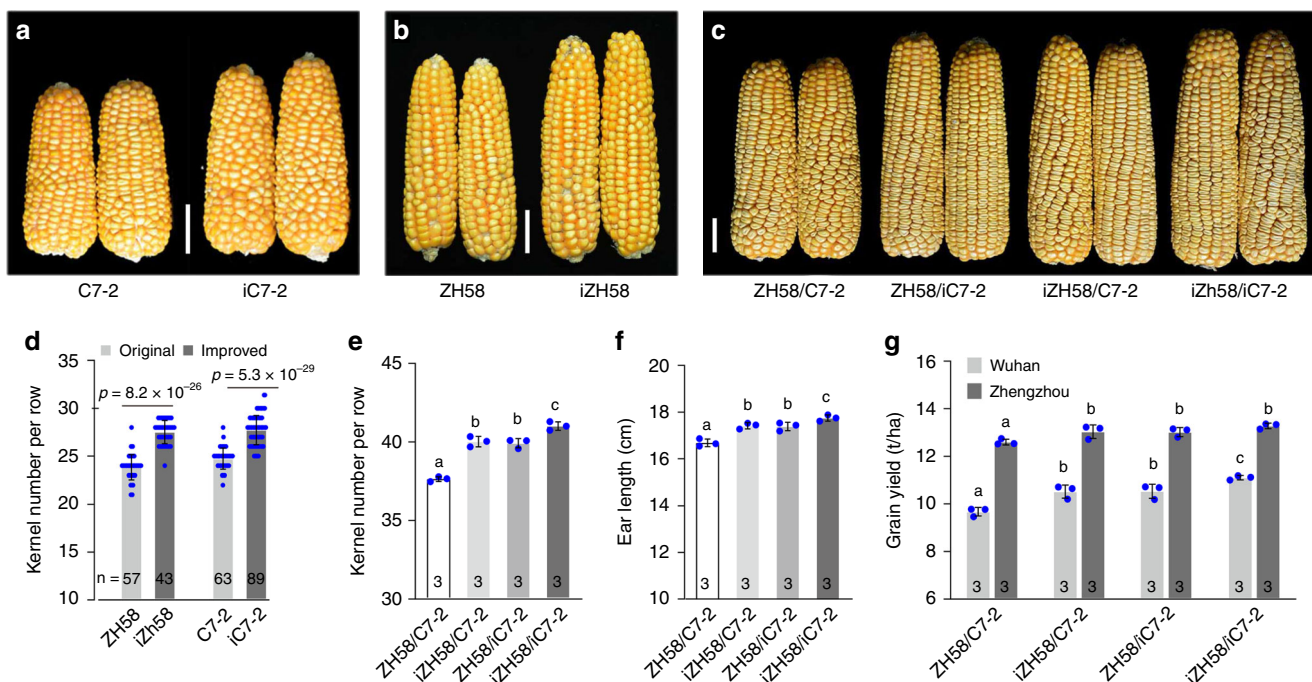 a
b
c
C7-2
iC7-2
ZH58
iZH58
ZH58/C7-2
ZH58/iC7-2
iZH58/C7-2
iZh58/iC7-2
d
Original
Improved
Kernel number per row
35
30
25
20
15
10
p = 8.2 × 10–26
p = 5.3 × 10–29
n = 57
43
63
89
ZH58
iZh58
C7-2
iC7-2
e
Kernel number per row
45
40
35
30
a
b
b
c
3
3
3
3
ZH58/C7-2
iZH58/C7-2
ZH58/iC7-2
iZH58/iC7-2
f
Ear length (cm)
20
18
16
14
12
10
a
b
b
c
3
3
3
3
ZH58/C7-2
iZH58/C7-2
ZH58/iC7-2
iZH58/iC7-2
g
Wuhan
Zhengzhou
Grain yield (t/ha)
16
14
12
10
8
6
a
a
b
b
b
b
c
b
3
3
3
3
3
3
3
3
ZH58/C7-2
iZH58/C7-2
ZH58/iC7-2
iZH58/iC7-2